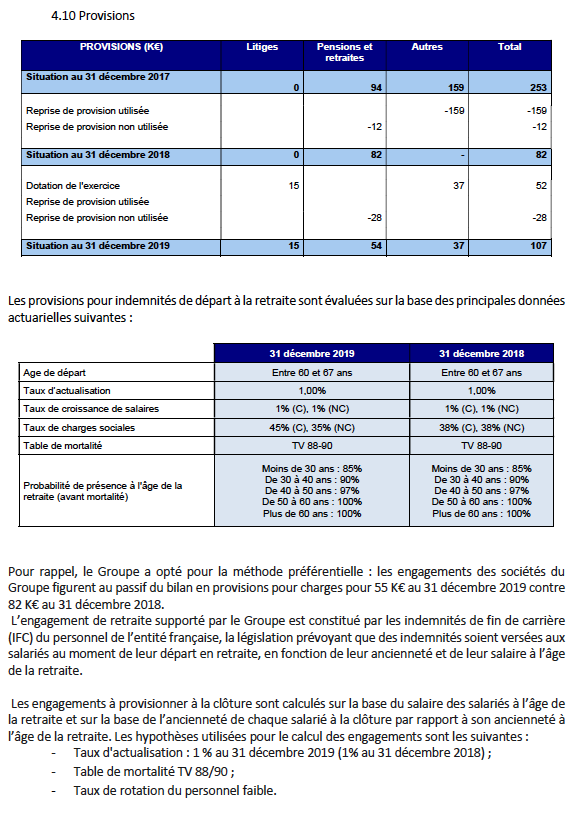 4.10 Provisions
PROVISIONS (K€) Litiges Pensions et retraites Autres Total
Situation au 31 décembre 2017 0 94 159 253
Reprise de provision utilisée -159 -159
Reprise de provision non utilisée -12 -12
Situation au 31 décembre 2018 0 82 - 82
Dotation de l'exercice 15 37 52
Reprise de provision utilisée
Reprise de provision non utilisée -28 -28
Situation au 31 décembre 2019 15 54 37 107
Les provisions pour indemnités de départ à la retraite sont évaluées sur la base des principales données
actuarielles suivantes :
31 décembre 2019 31 décembre 2018
Age de départ Entre 60 et 67 ans Entre 60 et 67 ans
Taux d'actualisation 1,00% 1,00%
Taux de croissance de salaires 1% (C), 1% (NC) 1% (C), 1% (NC)
Taux de charges sociales 45% (C), 35% (NC) 38% (C), 38% (NC)
Table de mortalité TV 88-90 TV 88-90
Probabilité de présence à l'âge de la
retraite (avant mortalité)
Moins de 30 ans : 85% Moins de 30 ans : 85%
De 30 à 40 ans : 90% De 30 à 40 ans : 90%
De 40 à 50 ans : 97% De 40 à 50 ans : 97%
De 50 à 60 ans : 100% De 50 à 60 ans : 100%
Plus de 60 ans : 100% Plus de 60 ans : 100%
Pour rappel, le Groupe a opté pour la méthode préférentielle : les engagements des sociétés du
Groupe figurent au passif du bilan en provisions pour charges pour 55 K€ au 31 décembre 2019 contre
82 K€ au 31 décembre 2018.
L'engagement de retraite supporté par le Groupe est constitué par les indemnités de fin de carrière
(IFC) du personnel de l'entité française, la législation prévoyant que des indemnités soient versées aux
salariés au moment de leur départ en retraite, en fonction de leur ancienneté et de leur salaire à l'âge
de la retraite.
Les engagements à provisionner à la clôture sont calculés sur la base du salaire des salariés à l'âge de
la retraite et sur la base de l'ancienneté de chaque salarié à la clôture par rapport à son ancienneté à
l'âge de la retraite. Les hypothèses utilisées pour le calcul des engagements sont les suivantes :
- Taux d'actualisation : 1 % au 31 décembre 2019 (1% au 31 décembre 2018) ;
- Table de mortalité TV 88/90 ;
- Taux de rotation du personnel faible.